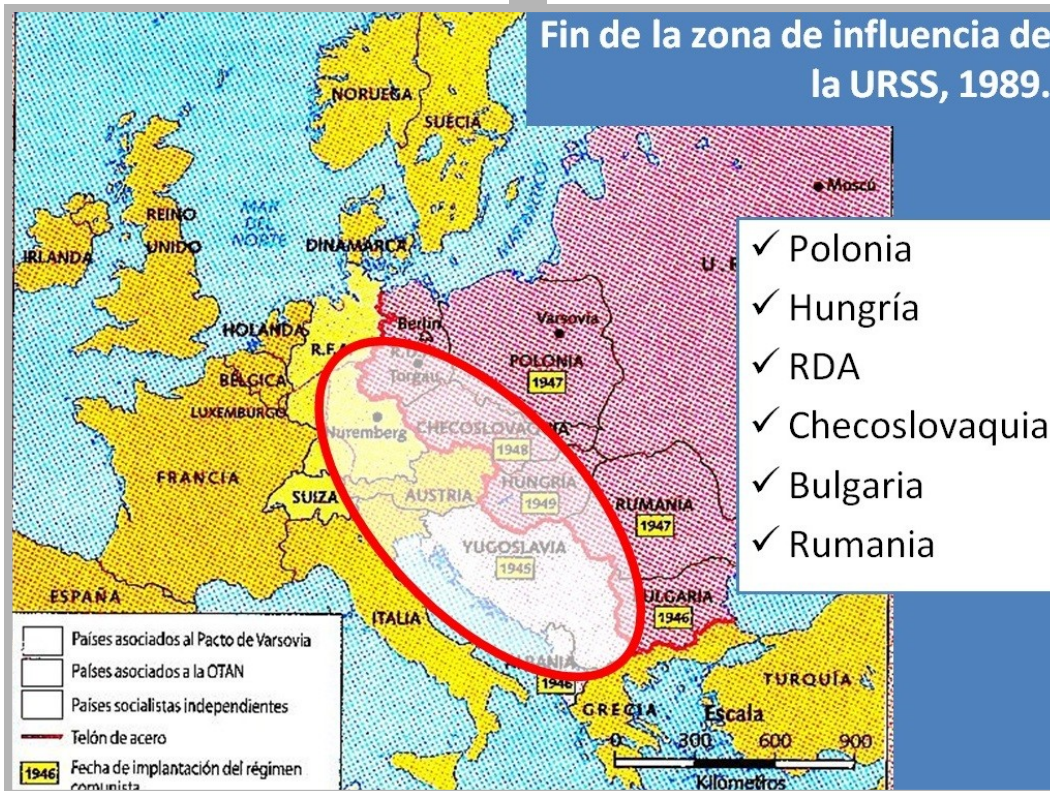 Fin de la zona de influencia de
la URSS, 1989.
NORUEGA
SUECIA
Moscú
MAR
DEL
NORTE
MAR BÁLTICO
REINO
UNIDO
IRLANDA
DINAMARCA
HOLANDA
Berlín
Varsovia
R.F.A
R.D.
Torgau
POLONIA
1947
BÉLGICA
LUXEMBURGO
Nuremberg
CHECOSLOVAQUIA
1948
FRANCIA
SUIZA
AUSTRIA
HUNGRÍA
1949
RUMANÍA
1947
YUGOSLAVIA
1945
ESPAÑA
ITALIA
BULGARIA
1946
ALBANIA
1946
GRECIA
TURQUÍA
Escala
0 300 600 900
Kilómetros
✓ Polonia
✓ Hungría
✓ RDA
✓ Checoslovaquia
✓ Bulgaria
✓ Rumania
Países asociados al Pacto de Varsovia
Países asociados a la OTAN
Países socialistas independientes
Telón de acero
1946 Fecha de implantación del régimen
comunista